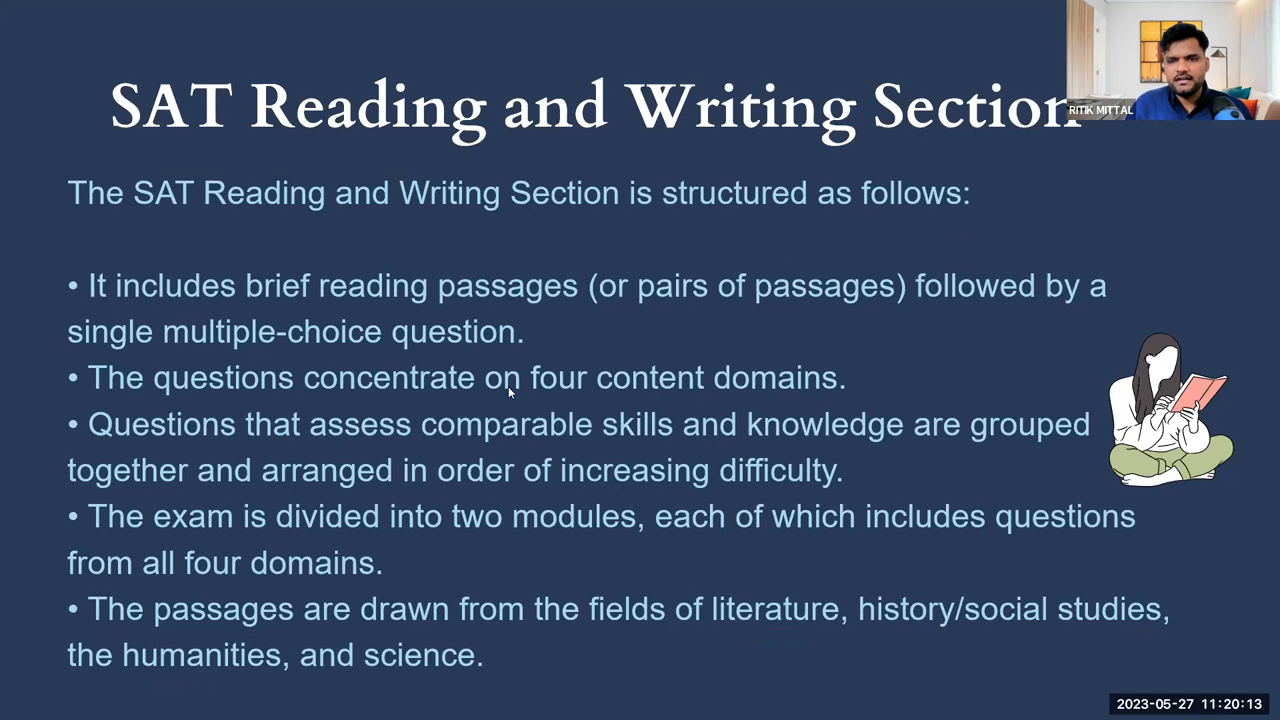 SAT Reading and Writing Section
RITIK MITTAL
The SAT Reading and Writing Section is structured as follows:
• It includes brief reading passages (or pairs of passages) followed by a
single multiple-choice question.
• The questions concentrate on four content domains.
• Questions that assess comparable skills and knowledge are grouped
together and arranged in order of increasing difficulty.
• The exam is divided into two modules, each of which includes questions
from all four domains.
• The passages are drawn from the fields of literature, history/social studies,
the humanities, and science.
2023-05-27 11:20:13